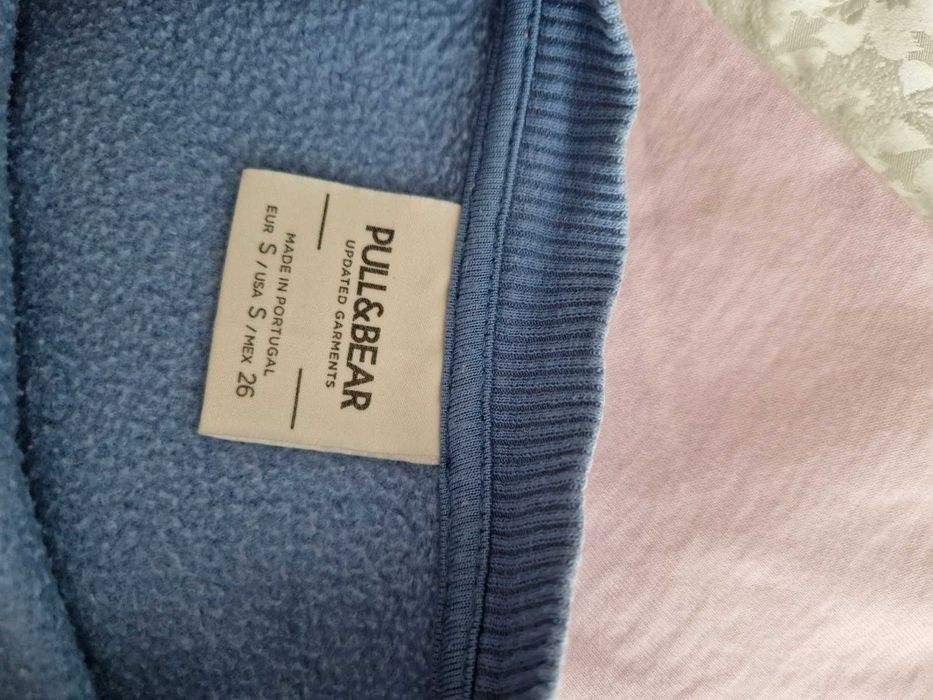 PULL&BEAR
UPDATED GARMENTS
MADE IN PORTUGAL
EUR S / USA S / MEX 26